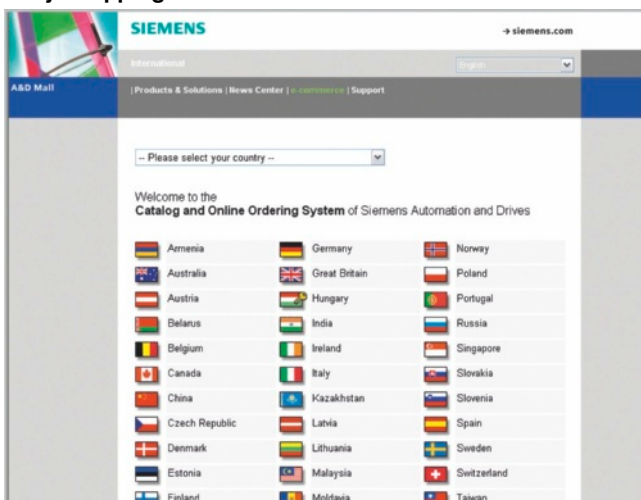 SIEMENS
→ siemens.com
International
English
A&D Mall
| Products & Solutions | News Center | e-commerce | Support
-- Please select your country --
Welcome to the
Catalog and Online Ordering System of Siemens Automation and Drives
Armenia Germany Norway
Australia Great Britain Poland
Austria Hungary Portugal
Belarus India Russia
Belgium Ireland Singapore
Canada Italy Slovakia
China Kazakhstan Slovenia
Czech Republic Latvia Spain
Denmark Lithuania Sweden
Estonia Malaysia Switzerland
Finland Moldavia Taiwan